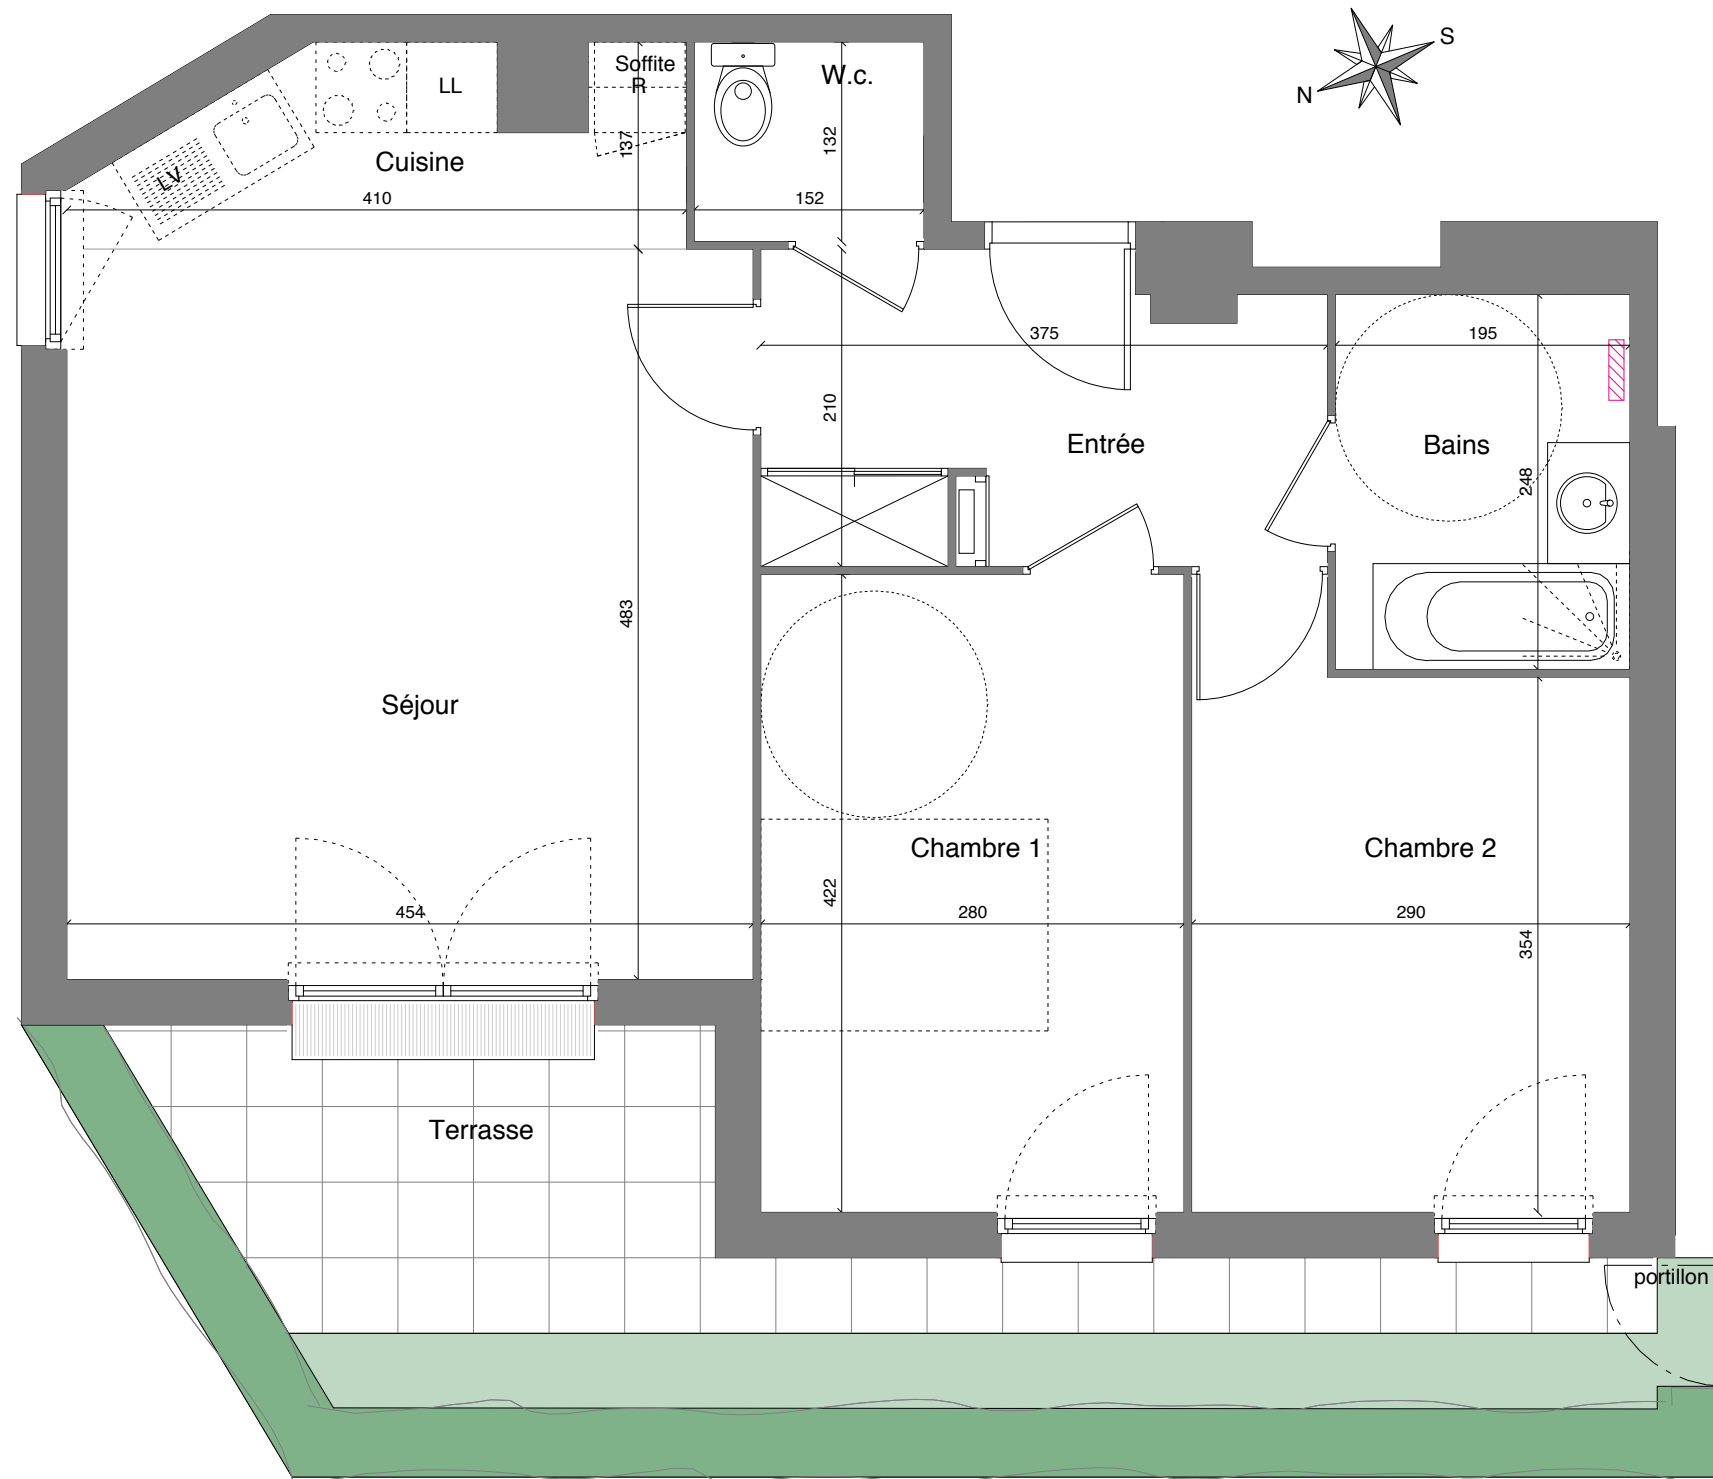 S
N
Soffite
R
W.c.
LL
LV
Cuisine
137
132
410
152
375
195
210
Entrée
Bains
248
483
Séjour
Chambre 1
Chambre 2
422
454
280
290
354
Terrasse
portillon